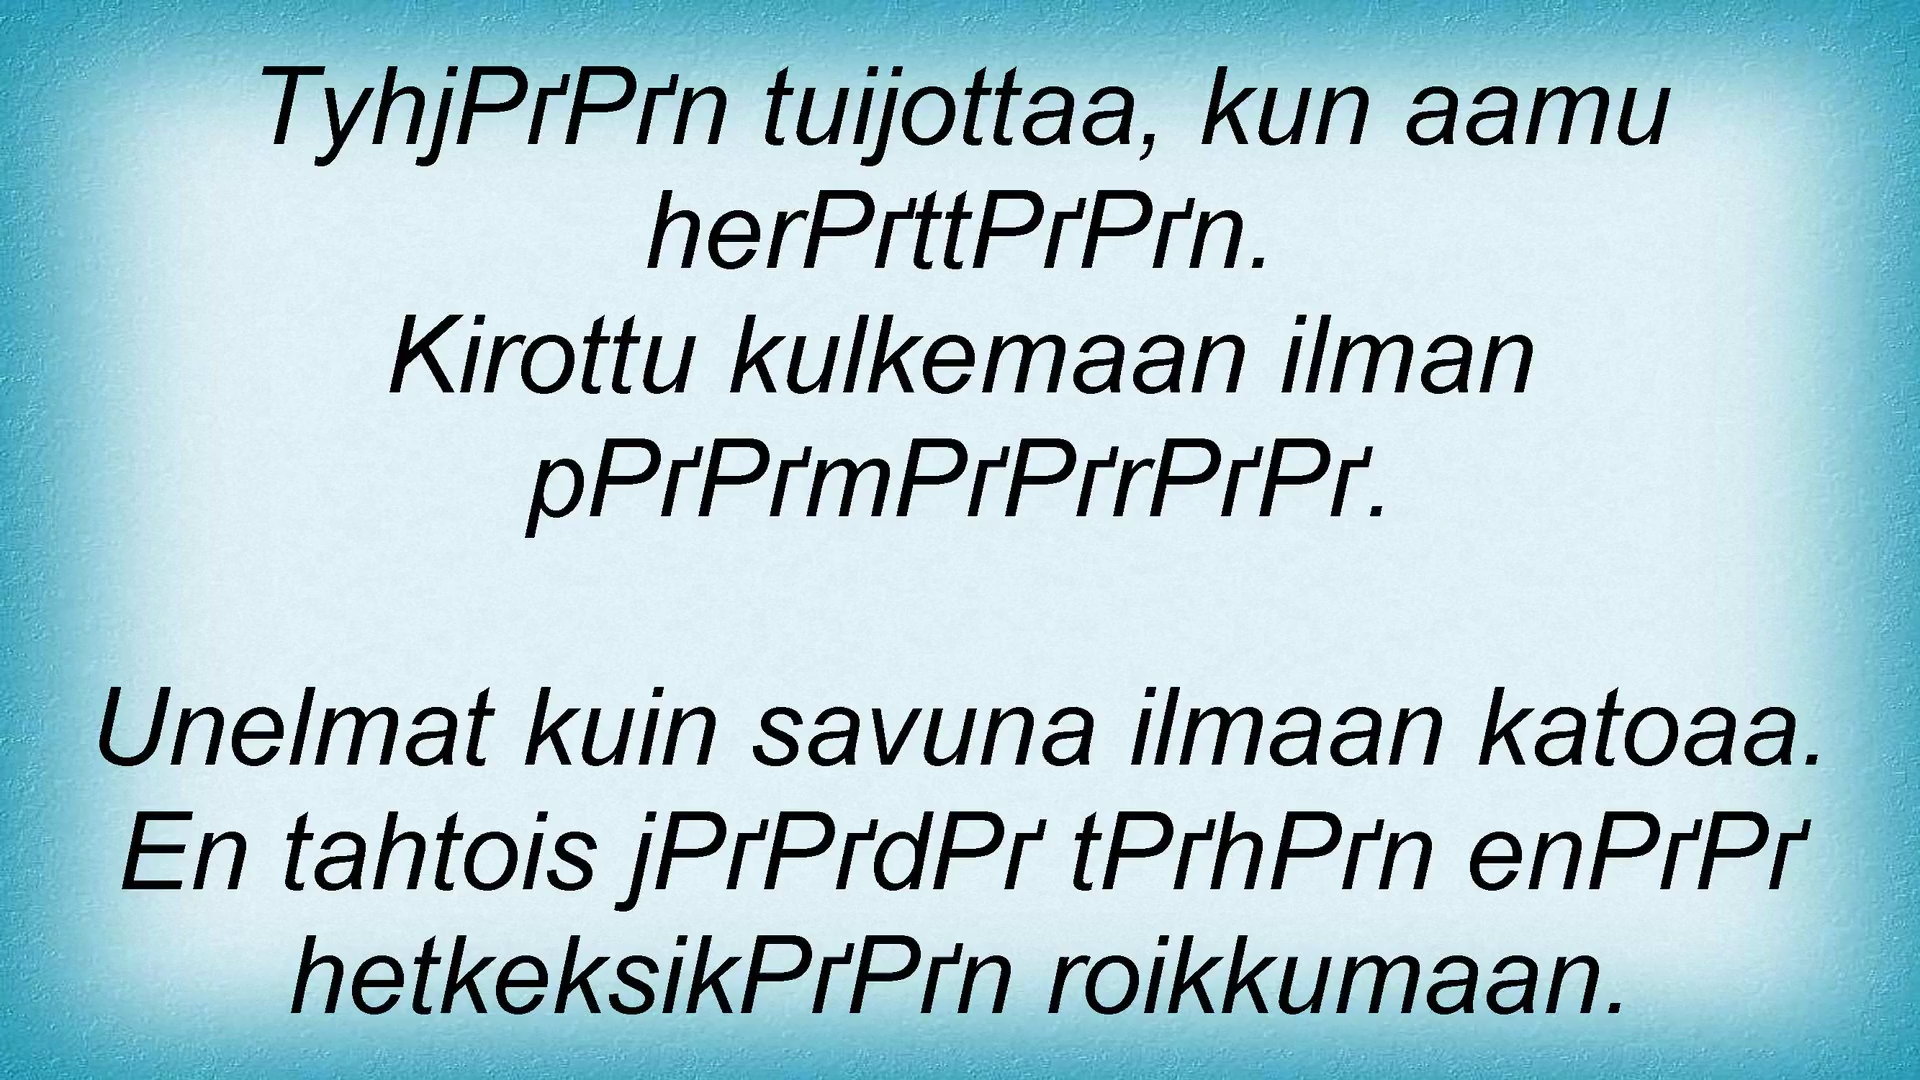 TyhjPґPґn tuijottaa, kun aamu
herPґttPґPґn.
Kirottu kulkemaan ilman
pPґPґmPґPґrPґPґ.
Unelmat kuin savuna ilmaan katoaa.
En tahtois jPґPґdPґ tPґhPґn enPґPґ
hetkeksikPґPґn roikkumaan.